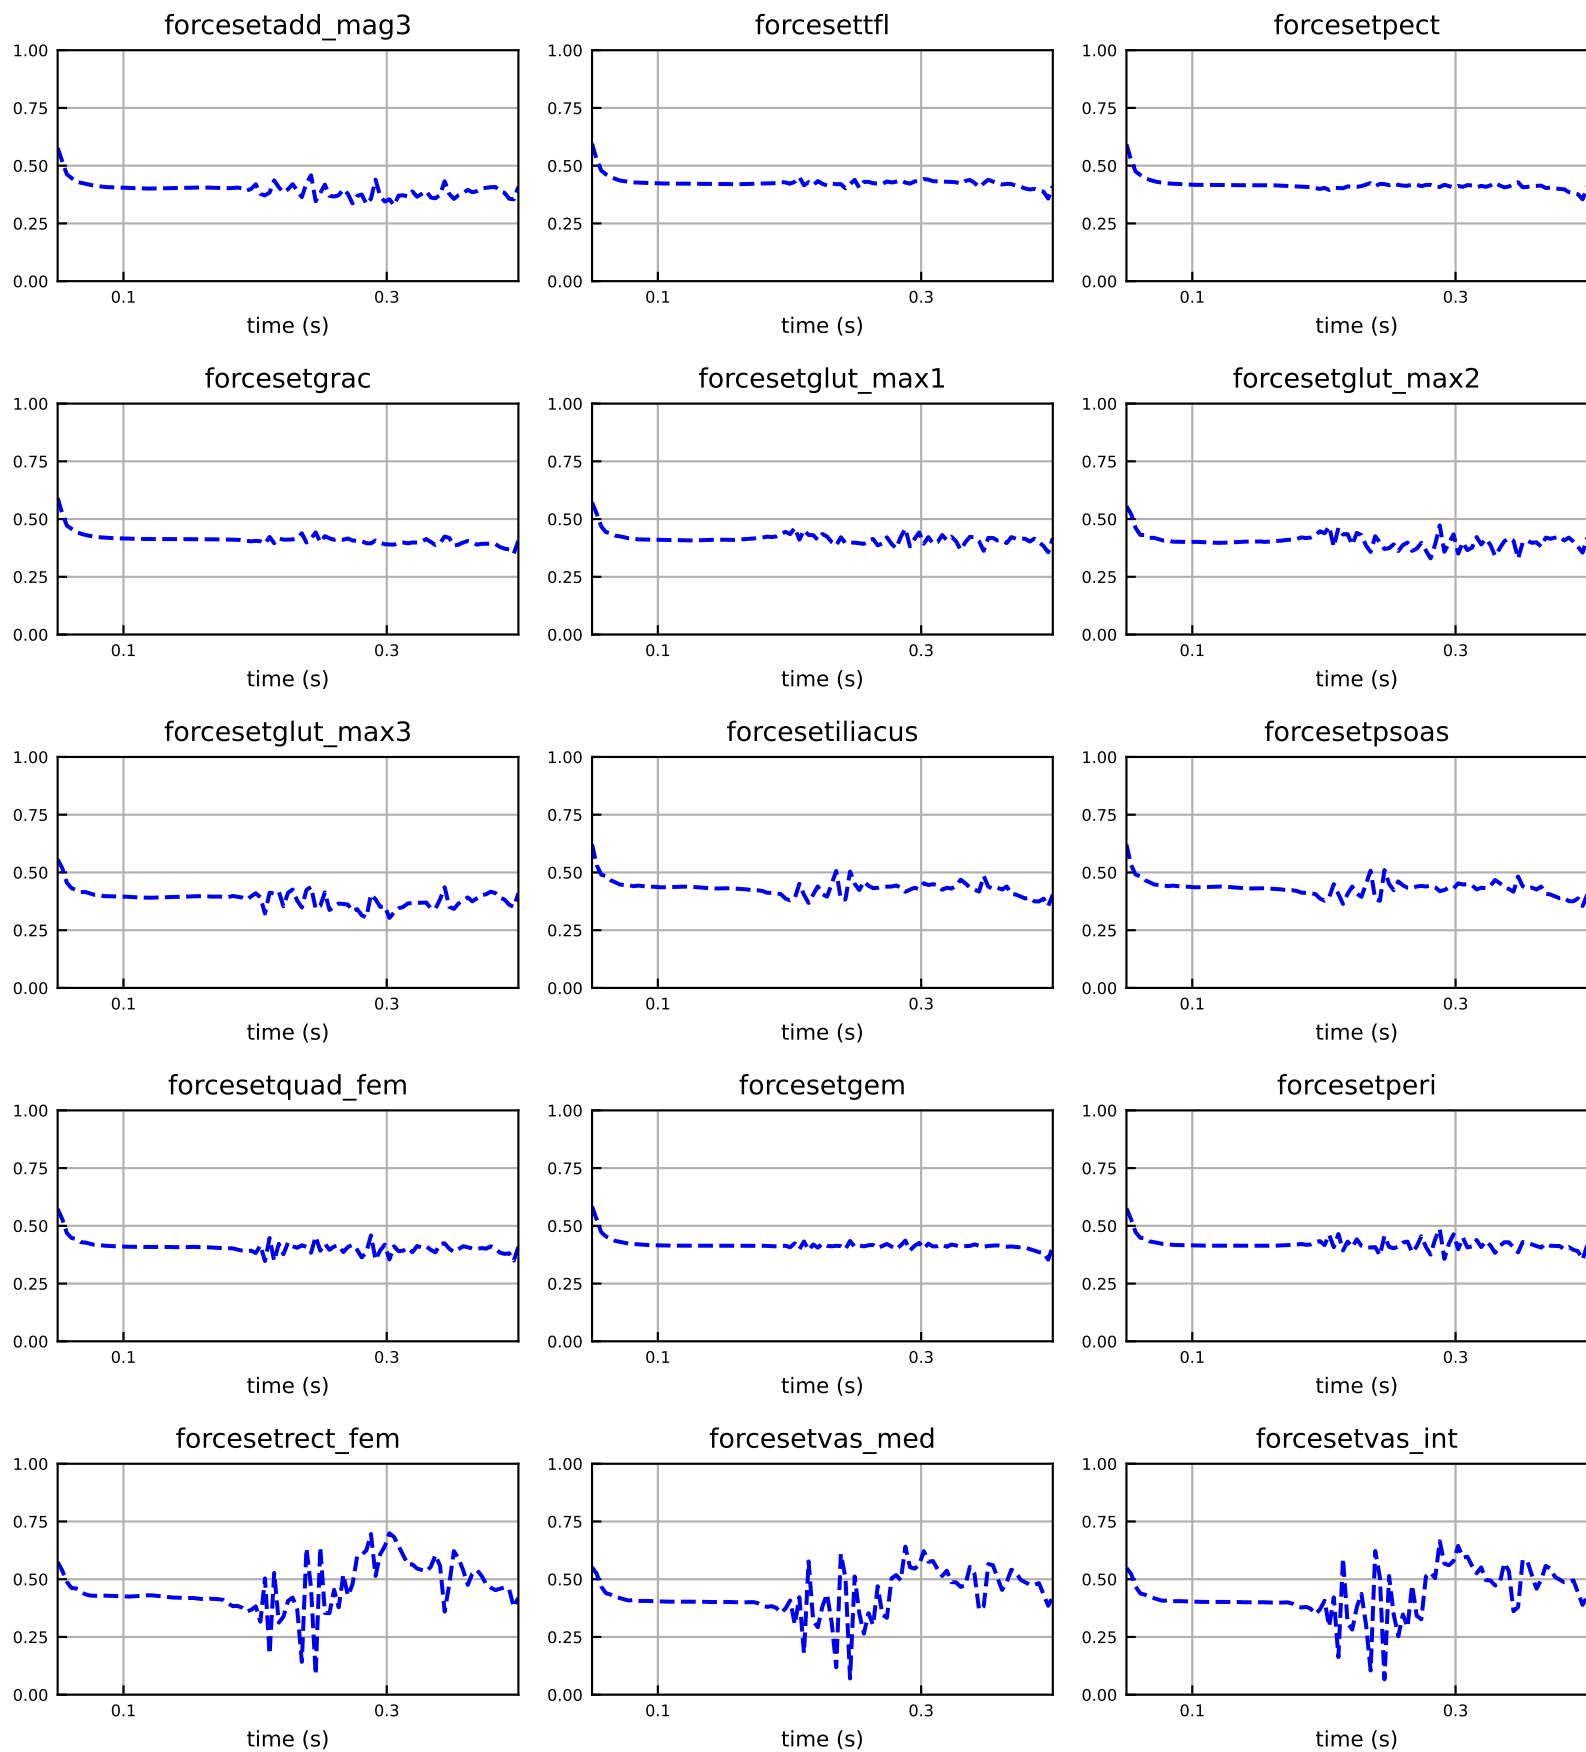 forcesetadd_mag3 forcesettfl forcesetpect
1.00 1.00 1.00
0.75 0.75 0.75
0.50 0.50 0.50
0.25 0.25 0.25
0.00 0.00 0.00
0.1 0.3 0.1 0.3 0.1 0.3
time (s) time (s) time (s)
forcesetgrac forcesetglut_max1 forcesetglut_max2
1.00 1.00 1.00
0.75 0.75 0.75
0.50 0.50 0.50
0.25 0.25 0.25
0.00 0.00 0.00
0.1 0.3 0.1 0.3 0.1 0.3
time (s) time (s) time (s)
forcesetglut_max3 forcesetiliacus forcesetpsoas
1.00 1.00 1.00
0.75 0.75 0.75
0.50 0.50 0.50
0.25 0.25 0.25
0.00 0.00 0.00
0.1 0.3 0.1 0.3 0.1 0.3
time (s) time (s) time (s)
forcesetquad_fem forcesetgem forcesetperi
1.00 1.00 1.00
0.75 0.75 0.75
0.50 0.50 0.50
0.25 0.25 0.25
0.00 0.00 0.00
0.1 0.3 0.1 0.3 0.1 0.3
time (s) time (s) time (s)
forcesetrect_fem forcesetvas_med forcesetvas_int
1.00 1.00 1.00
0.75 0.75 0.75
0.50 0.50 0.50
0.25 0.25 0.25
0.00 0.00 0.00
0.1 0.3 0.1 0.3 0.1 0.3
time (s) time (s) time (s)